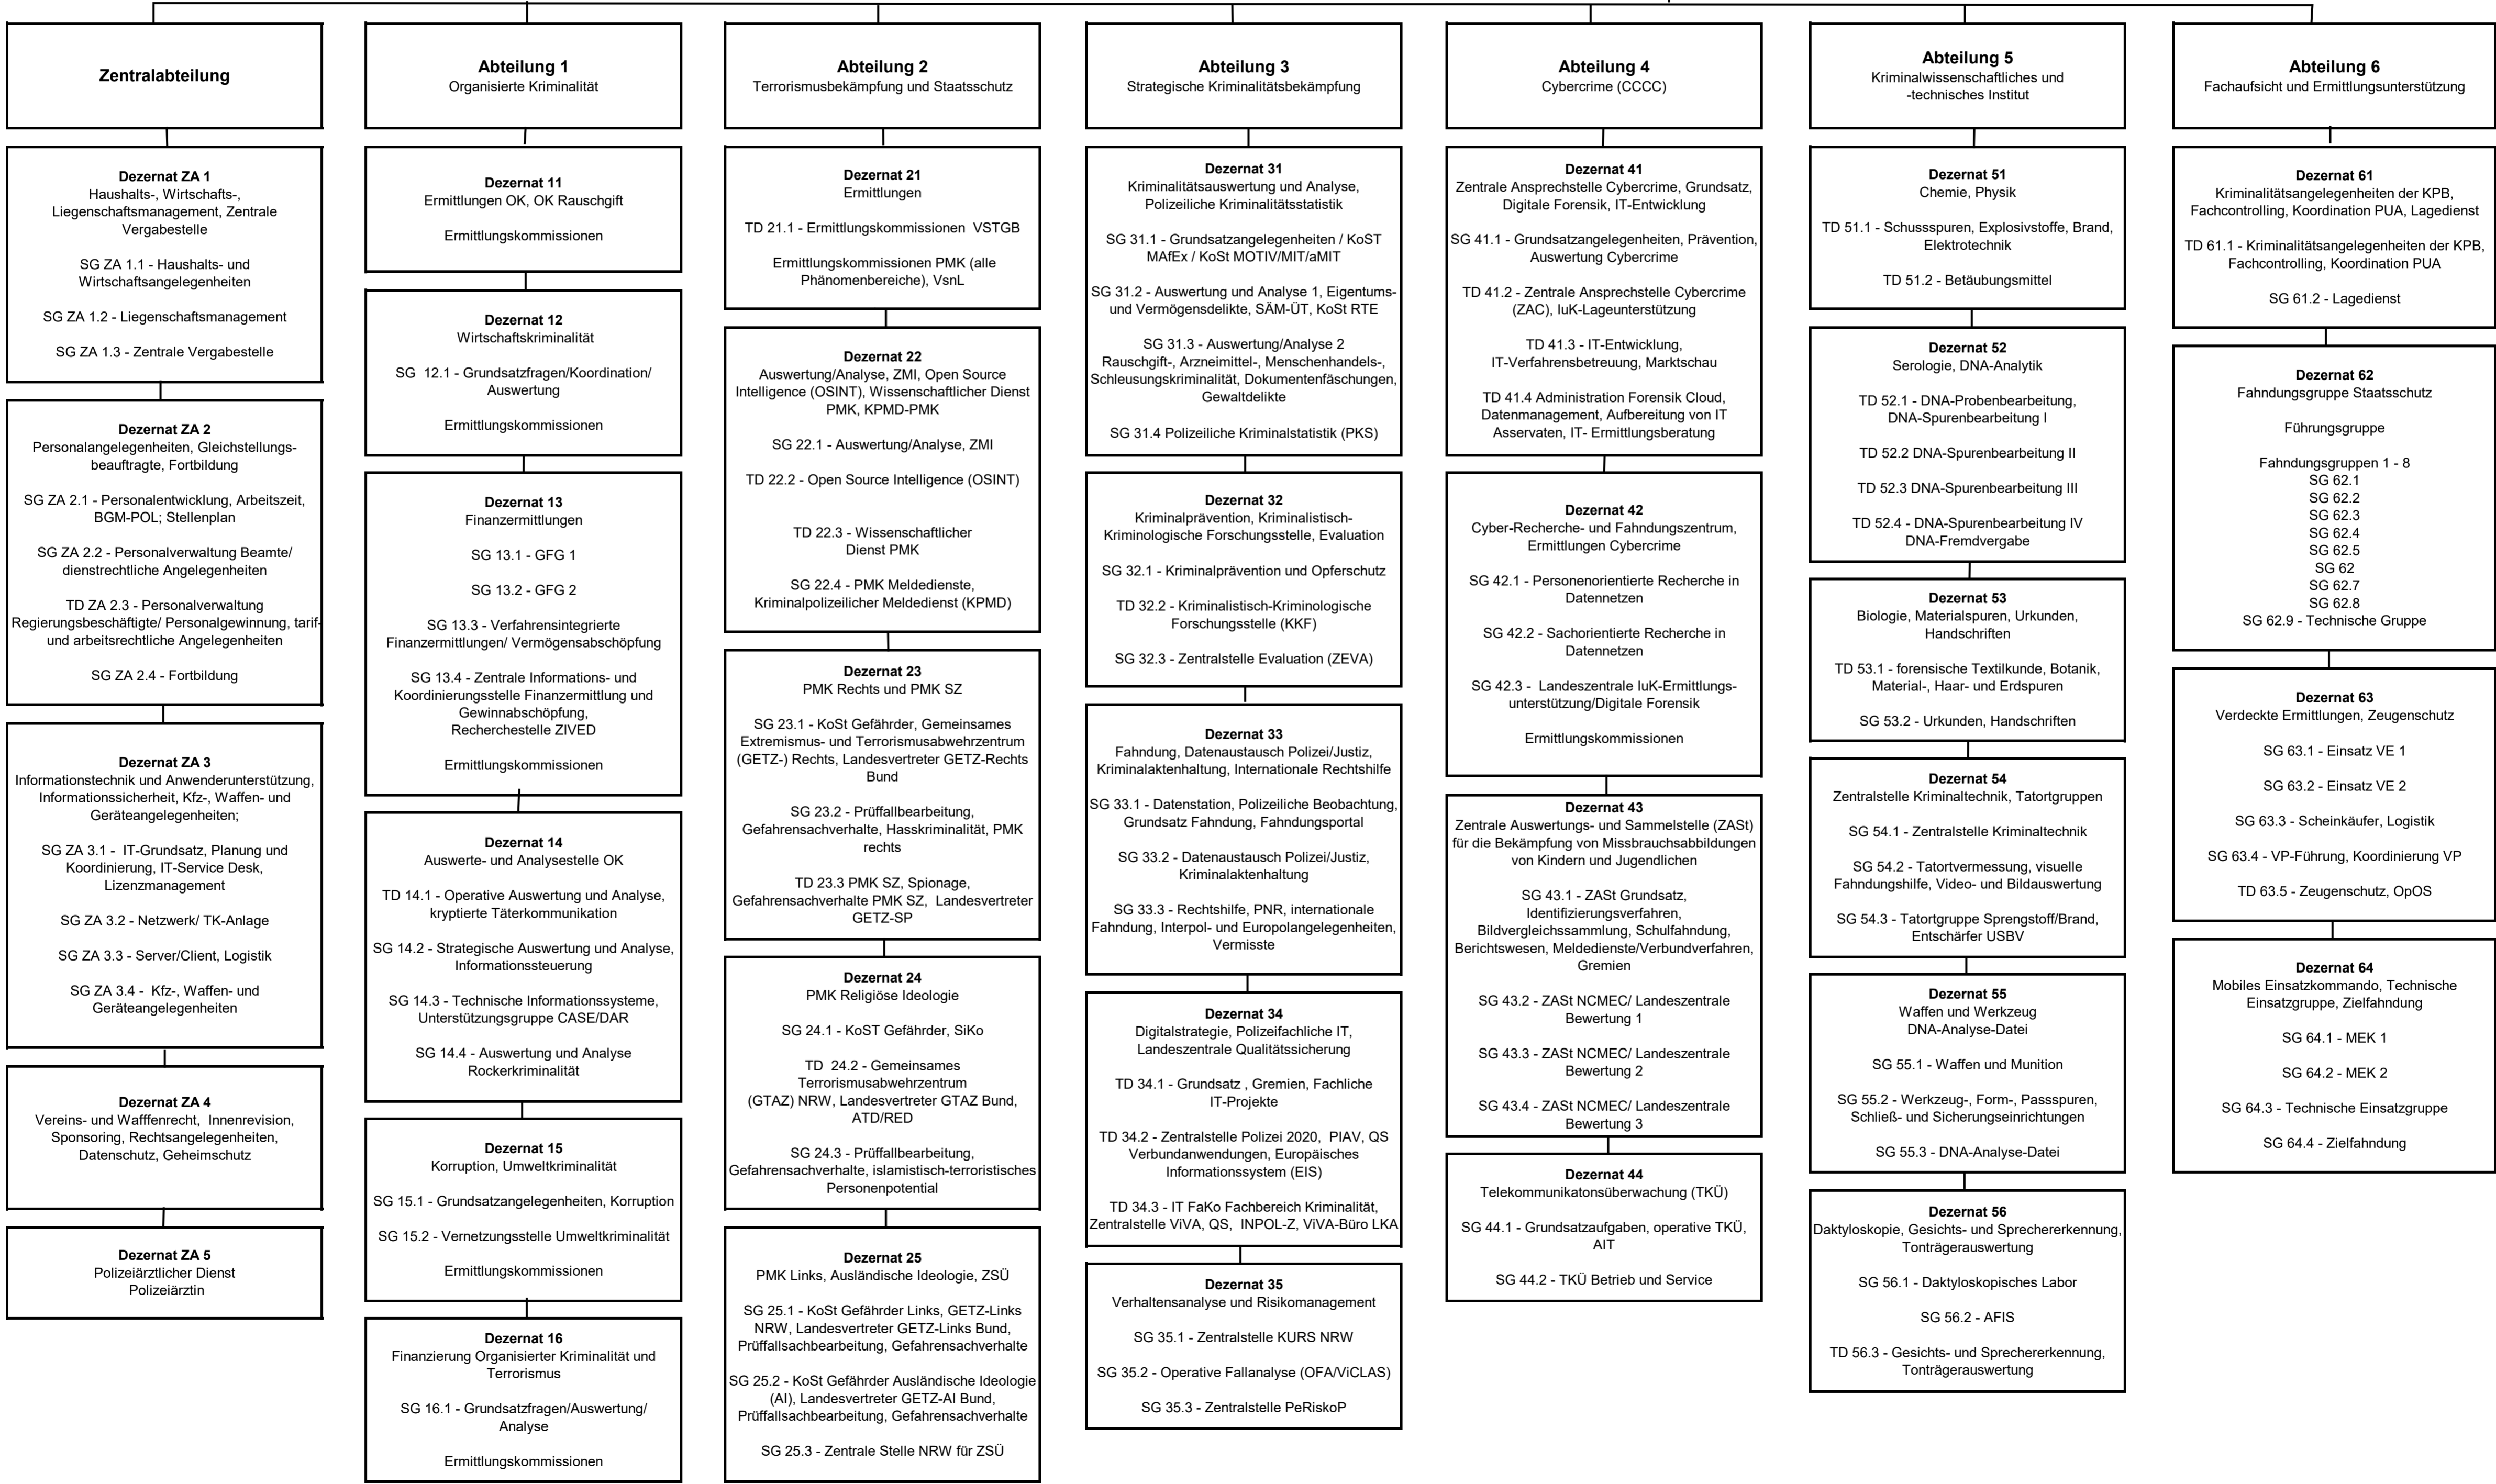 Zentralabteilung
Dezernat ZA 1
Haushalts-, Wirtschafts-,
Liegenschaftsmanagement, Zentrale
Vergabestelle
SG ZA 1.1 - Haushalts- und
Wirtschaftsangelegenheiten
SG ZA 1.2 - Liegenschaftsmanagement
SG ZA 1.3 - Zentrale Vergabestelle
Dezernat ZA 2
Personalangelegenheiten, Gleichstellungs-
beauftragte, Fortbildung
SG ZA 2.1 - Personalentwicklung, Arbeitszeit,
BGM-POL; Stellenplan
SG ZA 2.2 - Personalverwaltung Beamte/
dienstrechtliche Angelegenheiten
TD ZA 2.3 - Personalverwaltung
Regierungsbeschäftigte/ Personalgewinnung, tarif-
und arbeitsrechtliche Angelegenheiten
SG ZA 2.4 - Fortbildung
Dezernat ZA 3
Informationstechnik und Anwenderunterstützung,
Informationssicherheit, Kfz-, Waffen- und
Geräteangelegenheiten;
SG ZA 3.1 - IT-Grundsatz, Planung und
Koordinierung, IT-Service Desk,
Lizenzmanagement
SG ZA 3.2 - Netzwerk/ TK-Anlage
SG ZA 3.3 - Server/Client, Logistik
SG ZA 3.4 - Kfz-, Waffen- und
Geräteangelegenheiten
Dezernat ZA 4
Vereins- und Wafffenrecht, Innenrevision,
Sponsoring, Rechtsangelegenheiten,
Datenschutz, Geheimschutz
Dezernat ZA 5
Polizeiärztlicher Dienst
Polizeiärztin
Abteilung 1
Organisierte Kriminalität
Dezernat 11
Ermittlungen OK, OK Rauschgift
Ermittlungskommissionen
Dezernat 12
Wirtschaftskriminalität
SG 12.1 - Grundsatzfragen/Koordination/
Auswertung
Ermittlungskommissionen
Dezernat 13
Finanzermittlungen
SG 13.1 - GFG 1
SG 13.2 - GFG 2
SG 13.3 - Verfahrensintegrierte
Finanzermittlungen/ Vermögensabschöpfung
SG 13.4 - Zentrale Informations- und
Koordinierungsstelle Finanzermittlung und
Gewinnabschöpfung,
Recherchestelle ZIVED
Ermittlungskommissionen
Dezernat 14
Auswerte- und Analysestelle OK
TD 14.1 - Operative Auswertung und Analyse,
kryptierte Täterkommunikation
SG 14.2 - Strategische Auswertung und Analyse,
Informationssteuerung
SG 14.3 - Technische Informationssysteme,
Unterstützungsgruppe CASE/DAR
SG 14.4 - Auswertung und Analyse
Rockerkriminalität
Dezernat 15
Korruption, Umweltkriminalität
SG 15.1 - Grundsatzangelegenheiten, Korruption
SG 15.2 - Vernetzungsstelle Umweltkriminalität
Ermittlungskommissionen
Dezernat 16
Finanzierung Organisierter Kriminalität und
Terrorismus
SG 16.1 - Grundsatzfragen/Auswertung/
Analyse
Ermittlungskommissionen
Abteilung 2
Terrorismusbekämpfung und Staatsschutz
Dezernat 21
Ermittlungen
TD 21.1 - Ermittlungskommissionen VSTGB
Ermittlungskommissionen PMK (alle
Phänomenbereiche), VsnL
Dezernat 22
Auswertung/Analyse, ZMI, Open Source
Intelligence (OSINT), Wissenschaftlicher Dienst
PMK, KPMD-PMK
SG 22.1 - Auswertung/Analyse, ZMI
TD 22.2 - Open Source Intelligence (OSINT)
TD 22.3 - Wissenschaftlicher
Dienst PMK
SG 22.4 - PMK Meldedienste,
Kriminalpolizeilicher Meldedienst (KPMD)
Dezernat 23
PMK Rechts und PMK SZ
SG 23.1 - KoSt Gefährder, Gemeinsames
Extremismus- und Terrorismusabwehrzentrum
(GETZ-) Rechts, Landesvertreter GETZ-Rechts
Bund
SG 23.2 - Prüffallbearbeitung,
Gefahrensachverhalte, Hasskriminalität, PMK
rechts
TD 23.3 PMK SZ, Spionage,
Gefahrensachverhalte PMK SZ, Landesvertreter
GETZ-SP
Dezernat 24
PMK Religiöse Ideologie
SG 24.1 - KoST Gefährder, SiKo
TD 24.2 - Gemeinsames
Terrorismusabwehrzentrum
(GTAZ) NRW, Landesvertreter GTAZ Bund,
ATD/RED
SG 24.3 - Prüffallbearbeitung,
Gefahrensachverhalte, islamistisch-terroristisches
Personenpotential
Dezernat 25
PMK Links, Ausländische Ideologie, ZSÜ
SG 25.1 - KoSt Gefährder Links, GETZ-Links
NRW, Landesvertreter GETZ-Links Bund,
Prüffallsachbearbeitung, Gefahrensachverhalte
SG 25.2 - KoSt Gefährder Ausländische Ideologie
(AI), Landesvertreter GETZ-AI Bund,
Prüffallsachbearbeitung, Gefahrensachverhalte
SG 25.3 - Zentrale Stelle NRW für ZSÜ
Abteilung 3
Strategische Kriminalitätsbekämpfung
Dezernat 31
Kriminalitätsauswertung und Analyse,
Polizeiliche Kriminalitätsstatistik
SG 31.1 - Grundsatzangelegenheiten / KoST
MAfEx / KoSt MOTIV/MIT/aMIT
SG 31.2 - Auswertung und Analyse 1, Eigentums-
und Vermögensdelikte, SÄM-ÜT, KoSt RTE
SG 31.3 - Auswertung/Analyse 2
Rauschgift-, Arzneimittel-, Menschenhandels-,
Schleusungskriminalität, Dokumentenfäschungen,
Gewaltdelikte
SG 31.4 Polizeiliche Kriminalstatistik (PKS)
Dezernat 32
Kriminalprävention, Kriminalistisch-
Kriminologische Forschungsstelle, Evaluation
SG 32.1 - Kriminalprävention und Opferschutz
TD 32.2 - Kriminalistisch-Kriminologische
Forschungsstelle (KKF)
SG 32.3 - Zentralstelle Evaluation (ZEVA)
Dezernat 33
Fahndung, Datenaustausch Polizei/Justiz,
Kriminalaktenhaltung, Internationale Rechtshilfe
SG 33.1 - Datenstation, Polizeiliche Beobachtung,
Grundsatz Fahndung, Fahndungsportal
SG 33.2 - Datenaustausch Polizei/Justiz,
Kriminalaktenhaltung
SG 33.3 - Rechtshilfe, PNR, internationale
Fahndung, Interpol- und Europolangelegenheiten,
Vermisste
Dezernat 34
Digitalstrategie, Polizeifachliche IT,
Landeszentrale Qualitätssicherung
TD 34.1 - Grundsatz , Gremien, Fachliche
IT-Projekte
TD 34.2 - Zentralstelle Polizei 2020, PIAV, QS
Verbundanwendungen, Europäisches
Informationssystem (EIS)
TD 34.3 - IT FaKo Fachbereich Kriminalität,
Zentralstelle ViVA, QS, INPOL-Z, ViVA-Büro LKA
Dezernat 35
Verhaltensanalyse und Risikomanagement
SG 35.1 - Zentralstelle KURS NRW
SG 35.2 - Operative Fallanalyse (OFA/ViCLAS)
SG 35.3 - Zentralstelle PeRiskoP
Abteilung 4
Cybercrime (CCCC)
Dezernat 41
Zentrale Ansprechstelle Cybercrime, Grundsatz,
Digitale Forensik, IT-Entwicklung
SG 41.1 - Grundsatzangelegenheiten, Prävention,
Auswertung Cybercrime
TD 41.2 - Zentrale Ansprechstelle Cybercrime
(ZAC), IuK-Lageunterstützung
TD 41.3 - IT-Entwicklung,
IT-Verfahrensbetreuung, Marktschau
TD 41.4 Administration Forensik Cloud,
Datenmanagement, Aufbereitung von IT
Asservaten, IT- Ermittlungsberatung
Dezernat 42
Cyber-Recherche- und Fahndungszentrum,
Ermittlungen Cybercrime
SG 42.1 - Personenorientierte Recherche in
Datennetzen
SG 42.2 - Sachorientierte Recherche in
Datennetzen
SG 42.3 - Landeszentrale IuK-Ermittlungs-
unterstützung/Digitale Forensik
Ermittlungskommissionen
Dezernat 43
Zentrale Auswertungs- und Sammelstelle (ZASt)
für die Bekämpfung von Missbrauchsabbildungen
von Kindern und Jugendlichen
SG 43.1 - ZASt Grundsatz,
Identifizierungsverfahren,
Bildvergleichssammlung, Schulfahndung,
Berichtswesen, Meldedienste/Verbundverfahren,
Gremien
SG 43.2 - ZASt NCMEC/ Landeszentrale
Bewertung 1
SG 43.3 - ZASt NCMEC/ Landeszentrale
Bewertung 2
SG 43.4 - ZASt NCMEC/ Landeszentrale
Bewertung 3
Dezernat 44
Telekommunikatonsüberwachung (TKÜ)
SG 44.1 - Grundsatzaufgaben, operative TKÜ,
AIT
SG 44.2 - TKÜ Betrieb und Service
Abteilung 5
Kriminalwissenschaftliches und
-technisches Institut
Dezernat 51
Chemie, Physik
TD 51.1 - Schussspuren, Explosivstoffe, Brand,
Elektrotechnik
TD 51.2 - Betäubungsmittel
Dezernat 52
Serologie, DNA-Analytik
TD 52.1 - DNA-Probenbearbeitung,
DNA-Spurenbearbeitung I
TD 52.2 DNA-Spurenbearbeitung II
TD 52.3 DNA-Spurenbearbeitung III
TD 52.4 - DNA-Spurenbearbeitung IV
DNA-Fremdvergabe
Dezernat 53
Biologie, Materialspuren, Urkunden,
Handschriften
TD 53.1 - forensische Textilkunde, Botanik,
Material-, Haar- und Erdspuren
SG 53.2 - Urkunden, Handschriften
Dezernat 54
Zentralstelle Kriminaltechnik, Tatortgruppen
SG 54.1 - Zentralstelle Kriminaltechnik
SG 54.2 - Tatortvermessung, visuelle
Fahndungshilfe, Video- und Bildauswertung
SG 54.3 - Tatortgruppe Sprengstoff/Brand,
Entschärfer USBV
Dezernat 55
Waffen und Werkzeug
DNA-Analyse-Datei
SG 55.1 - Waffen und Munition
SG 55.2 - Werkzeug-, Form-, Passspuren,
Schließ- und Sicherungseinrichtungen
SG 55.3 - DNA-Analyse-Datei
Dezernat 56
Daktyloskopie, Gesichts- und Sprechererkennung,
Tonträgerauswertung
SG 56.1 - Daktyloskopisches Labor
SG 56.2 - AFIS
TD 56.3 - Gesichts- und Sprechererkennung,
Tonträgerauswertung
Abteilung 6
Fachaufsicht und Ermittlungsunterstützung
Dezernat 61
Kriminalitätsangelegenheiten der KPB,
Fachcontrolling, Koordination PUA, Lagedienst
TD 61.1 - Kriminalitätsangelegenheiten der KPB,
Fachcontrolling, Koordination PUA
SG 61.2 - Lagedienst
Dezernat 62
Fahndungsgruppe Staatsschutz
Führungsgruppe
Fahndungsgruppen 1 - 8
SG 62.1
SG 62.2
SG 62.3
SG 62.4
SG 62.5
SG 62
SG 62.7
SG 62.8
SG 62.9 - Technische Gruppe
Dezernat 63
Verdeckte Ermittlungen, Zeugenschutz
SG 63.1 - Einsatz VE 1
SG 63.2 - Einsatz VE 2
SG 63.3 - Scheinkäufer, Logistik
SG 63.4 - VP-Führung, Koordinierung VP
TD 63.5 - Zeugenschutz, OpOS
Dezernat 64
Mobiles Einsatzkommando, Technische
Einsatzgruppe, Zielfahndung
SG 64.1 - MEK 1
SG 64.2 - MEK 2
SG 64.3 - Technische Einsatzgruppe
SG 64.4 - Zielfahndung